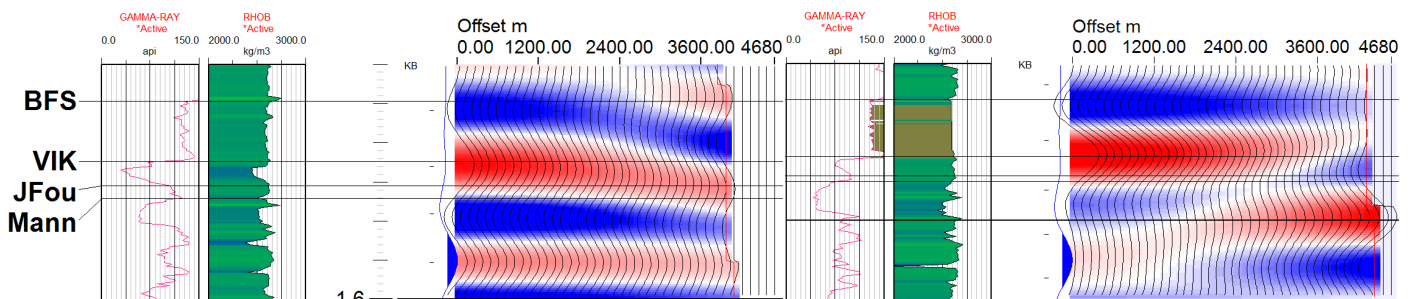 GAMMA-RAY RHOB Offset m GAMMA-RAY RHOB Offset m
*Active *Active *Active *Active
0.0 150.0 2000.0 3000.0 0.00 1200.00 2400.00 3600.00 4680 0.0 150.0 2000.0 3000.0 0.00 1200.00 2400.00 3600.00 4680
api kg/m3 KB api kg/m3 KB
BFS
VIK
JFou
Mann
1.6